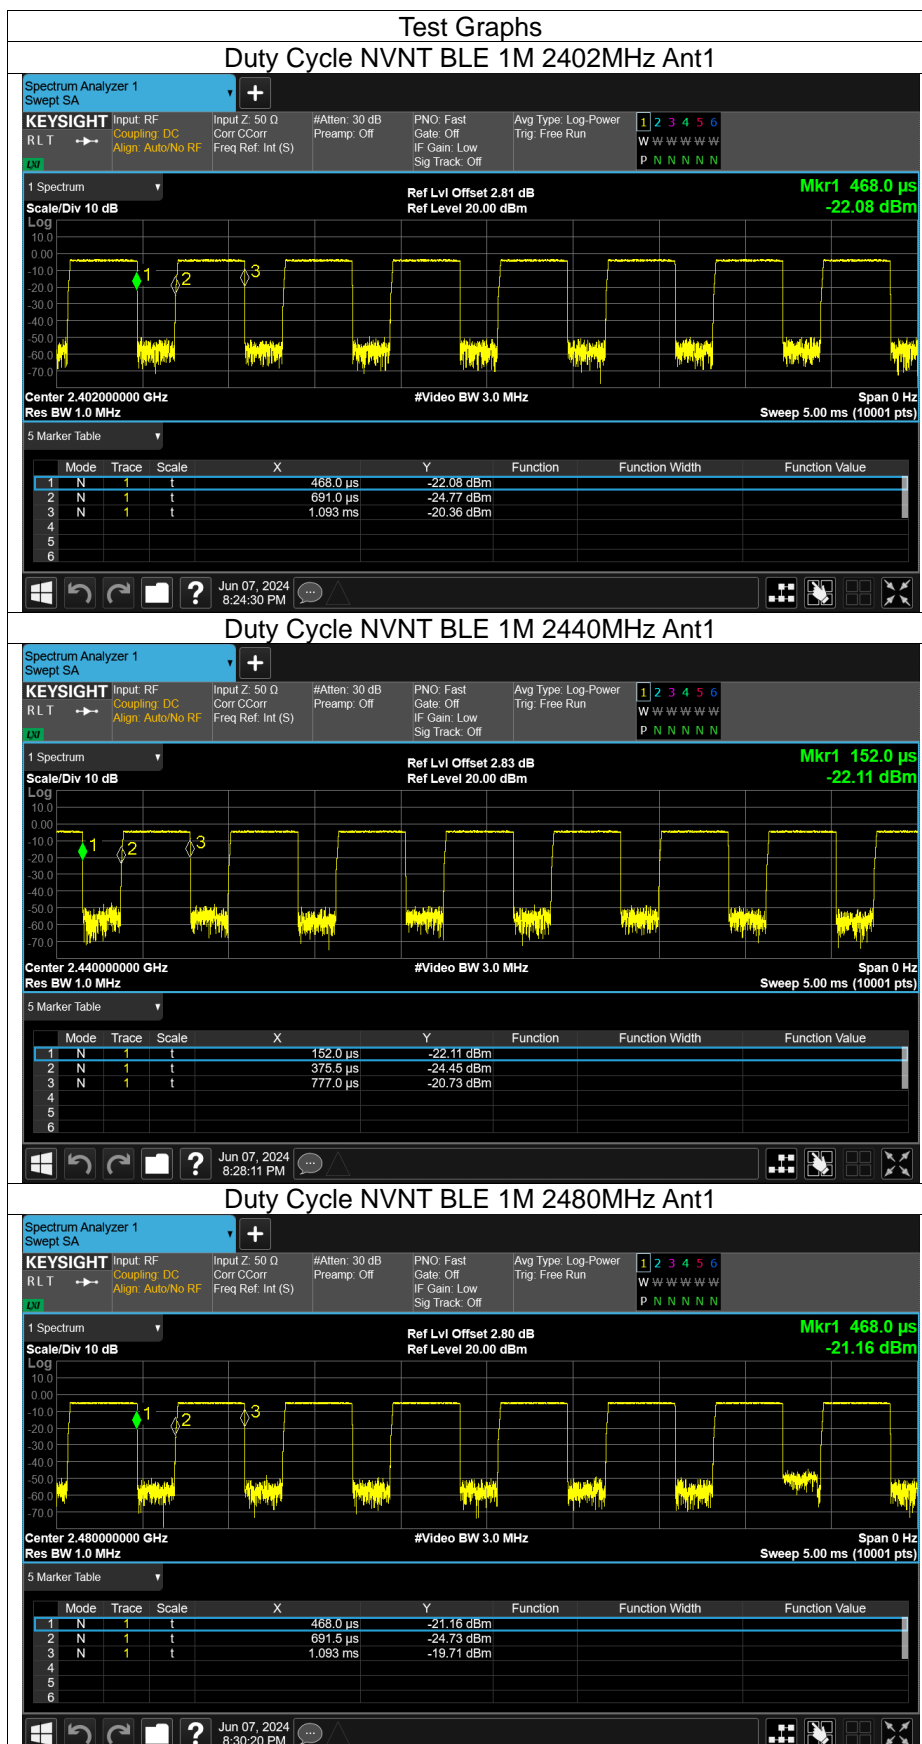 Test Graphs
Duty Cycle NVNT BLE 1M 2402MHz Ant1
Spectrum Analyzer 1
Swept SA
KEYSIGHT Input: RF Input Z: 50 Ω #Atten: 30 dB PNO: Fast Avg Type: Log-Power 1 2 3 4 5 6
RLT Coupling: DC Corr CCorr Preamp: Off Gate: Off Trig: Free Run W W W W W W
Align: Auto/No RF Freq Ref: Int (S) IF Gain: Low
LXI Sig Track: Off P N N N N N
1 Spectrum Ref Lvl Offset 2.81 dB Mkr1 468.0 µs
Scale/Div 10 dB Ref Level 20.00 dBm -22.08 dBm
Log
10.0
0.00
-10.0 1 2 3
-20.0
-30.0
-40.0
-50.0
-60.0
-70.0
Center 2.402000000 GHz #Video BW 3.0 MHz Span 0 Hz
Res BW 1.0 MHz Sweep 5.00 ms (10001 pts)
5 Marker Table
Mode Trace Scale X Y Function Function Width Function Value
1 N 1 t 468.0 µs -22.08 dBm
2 N 1 t 691.0 µs -24.77 dBm
3 N 1 t 1.093 ms -20.36 dBm
4
5
6
? Jun 07, 2024
8:24:30 PM
Duty Cycle NVNT BLE 1M 2440MHz Ant1
Spectrum Analyzer 1
Swept SA
KEYSIGHT Input: RF Input Z: 50 Ω #Atten: 30 dB PNO: Fast Avg Type: Log-Power 1 2 3 4 5 6
RLT Coupling: DC Corr CCorr Preamp: Off Gate: Off Trig: Free Run W W W W W W
Align: Auto/No RF Freq Ref: Int (S) IF Gain: Low
LXI Sig Track: Off P N N N N N
1 Spectrum Ref Lvl Offset 2.83 dB Mkr1 152.0 µs
Scale/Div 10 dB Ref Level 20.00 dBm -22.11 dBm
Log
10.0
0.00
-10.0 1 2 3
-20.0
-30.0
-40.0
-50.0
-60.0
-70.0
Center 2.440000000 GHz #Video BW 3.0 MHz Span 0 Hz
Res BW 1.0 MHz Sweep 5.00 ms (10001 pts)
5 Marker Table
Mode Trace Scale X Y Function Function Width Function Value
1 N 1 t 152.0 µs -22.11 dBm
2 N 1 t 375.5 µs -24.45 dBm
3 N 1 t 777.0 µs -20.73 dBm
4
5
6
? Jun 07, 2024
8:28:11 PM
Duty Cycle NVNT BLE 1M 2480MHz Ant1
Spectrum Analyzer 1
Swept SA
KEYSIGHT Input: RF Input Z: 50 Ω #Atten: 30 dB PNO: Fast Avg Type: Log-Power 1 2 3 4 5 6
RLT Coupling: DC Corr CCorr Preamp: Off Gate: Off Trig: Free Run W W W W W W
Align: Auto/No RF Freq Ref: Int (S) IF Gain: Low
LXI Sig Track: Off P N N N N N
1 Spectrum Ref Lvl Offset 2.80 dB Mkr1 468.0 µs
Scale/Div 10 dB Ref Level 20.00 dBm -21.16 dBm
Log
10.0
0.00
-10.0 1 2 3
-20.0
-30.0
-40.0
-50.0
-60.0
-70.0
Center 2.480000000 GHz #Video BW 3.0 MHz Span 0 Hz
Res BW 1.0 MHz Sweep 5.00 ms (10001 pts)
5 Marker Table
Mode Trace Scale X Y Function Function Width Function Value
1 N 1 t 468.0 µs -21.16 dBm
2 N 1 t 691.5 µs -24.73 dBm
3 N 1 t 1.093 ms -19.71 dBm
4
5
6
? Jun 07, 2024
8:30:20 PM